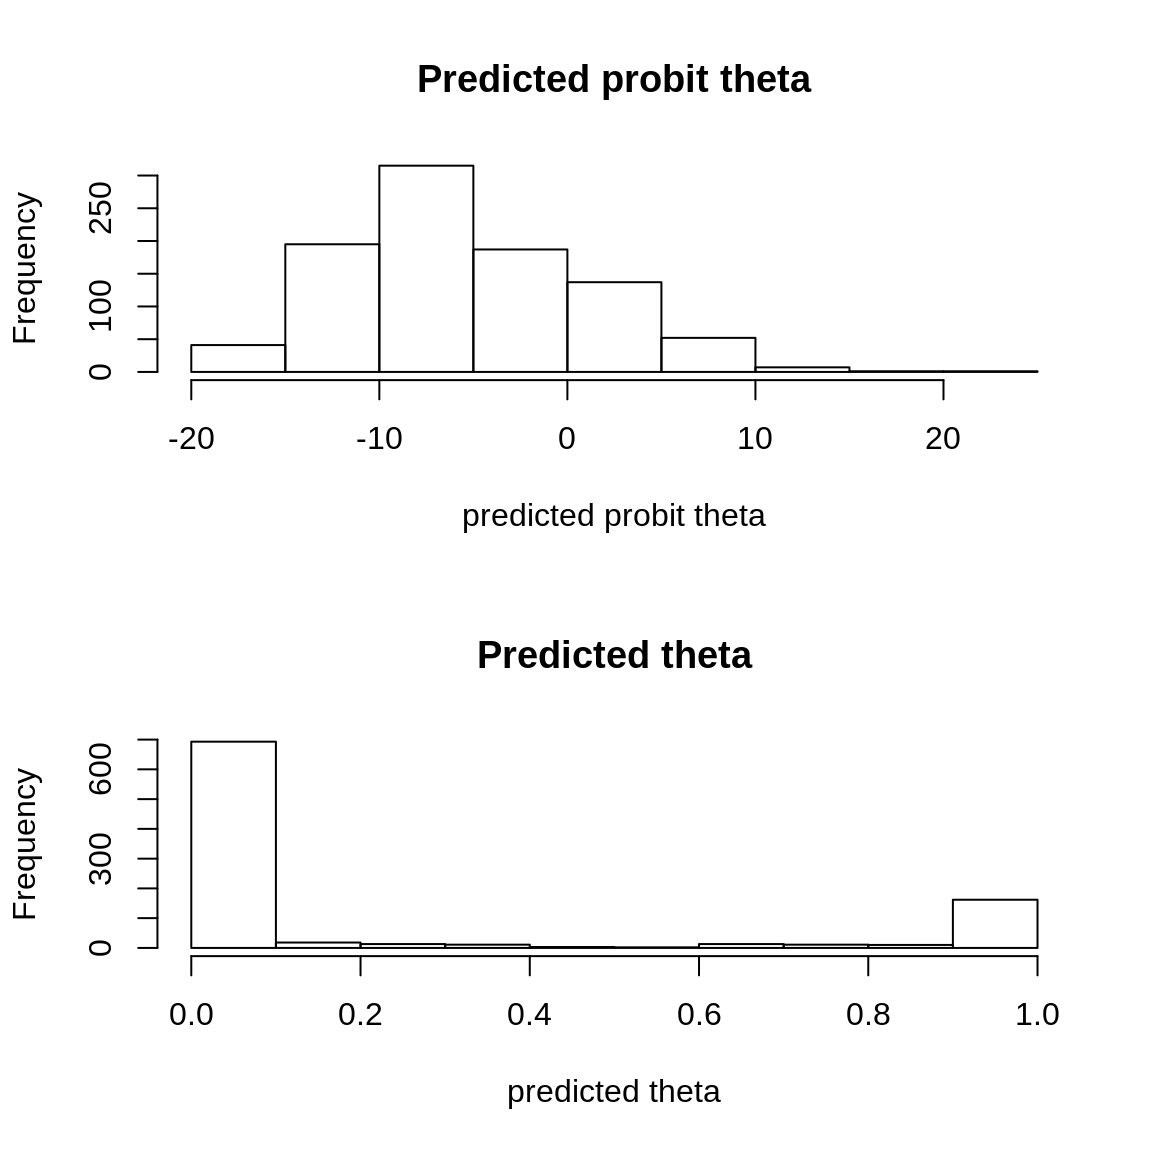 Predicted probit theta
Frequency
250
100
0
-20 -10 0 10 20
predicted probit theta
Predicted theta
Frequency
600
300
0
0.0 0.2 0.4 0.6 0.8 1.0
predicted theta